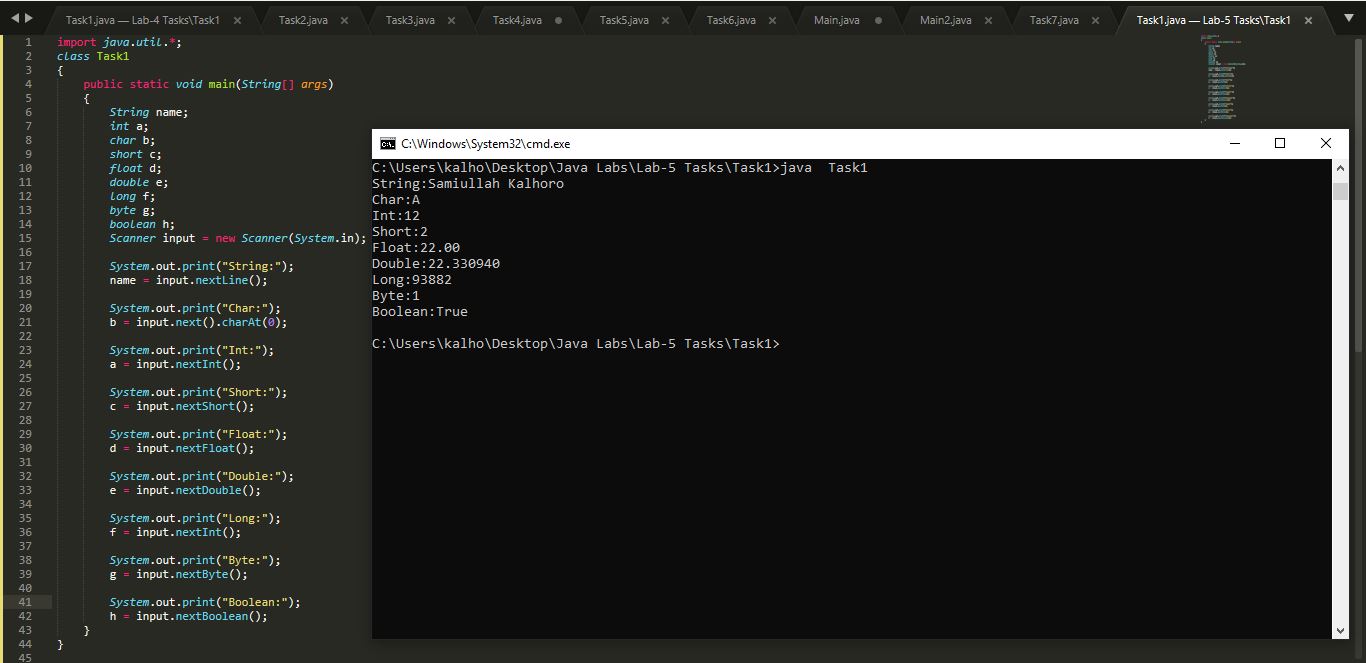 Task1.java — Lab-4 Tasks\Task1 Task2.java Task3.java Task4.java Task5.java Task6.java Main.java Main2.java Task7.java Task1.java — Lab-5 Tasks\Task1
1 import java.util.*;
2 class Task1
3 {
4 public static void main(String[] args)
5 {
6 String name;
7 int a;
8 char b;
9 short c;
10 float d;
11 double e;
12 long f;
13 byte g;
14 boolean h;
15 Scanner input = new Scanner(System.in);
16
17 System.out.print("String:");
18 name = input.nextLine();
19
20 System.out.print("Char:");
21 b = input.next().charAt(0);
22
23 System.out.print("Int:");
24 a = input.nextInt();
25
26 System.out.print("Short:");
27 c = input.nextShort();
28
29 System.out.print("Float:");
30 d = input.nextFloat();
31
32 System.out.print("Double:");
33 e = input.nextDouble();
34
35 System.out.print("Long:");
36 f = input.nextInt();
37
38 System.out.print("Byte:");
39 g = input.nextByte();
40
41 System.out.print("Boolean:");
42 h = input.nextBoolean();
43 }
44 }
45
C:\Windows\System32\cmd.exe
C:\Users\kalho\Desktop\Java Labs\Lab-5 Tasks\Task1>java  Task1
String:Samiullah Kalhoro
Char:A
Int:12
Short:2
Float:22.00
Double:22.330940
Long:93882
Byte:1
Boolean:True
C:\Users\kalho\Desktop\Java Labs\Lab-5 Tasks\Task1>